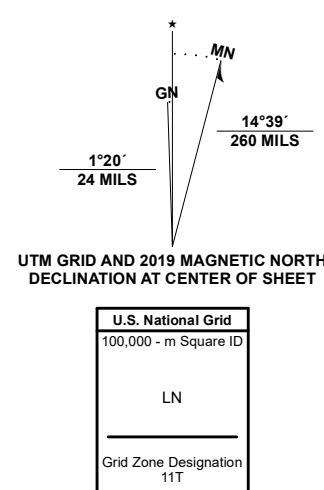 ★
MN
GN
14°39´
260 MILS
1°20´
24 MILS
UTM GRID AND 2019 MAGNETIC NORTH
DECLINATION AT CENTER OF SHEET
U.S. National Grid
100,000 - m Square ID
LN
Grid Zone Designation
11T